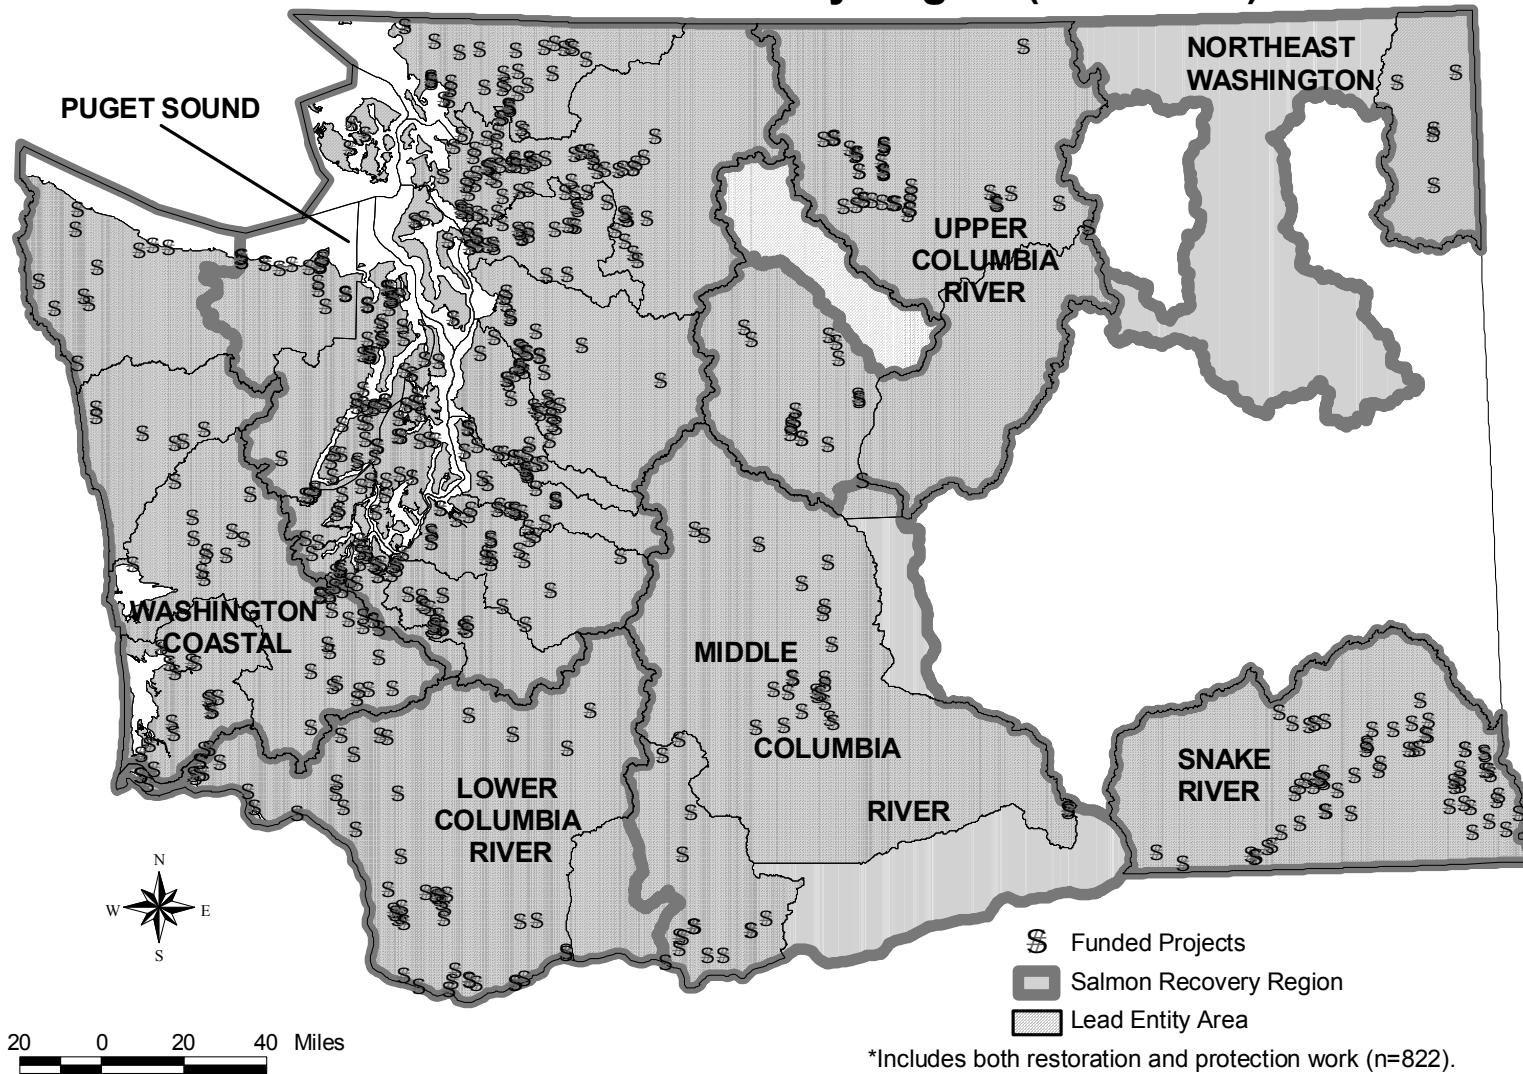 NORTHEAST
WASHINGTON
PUGET SOUND
UPPER
COLUMBIA
RIVER
WASHINGTON
COASTAL
MIDDLE
COLUMBIA
RIVER
SNAKE
RIVER
LOWER
COLUMBIA
RIVER
N
W E
S
$ Funded Projects
Salmon Recovery Region
Lead Entity Area
20 0 20 40 Miles
*Includes both restoration and protection work (n=822).